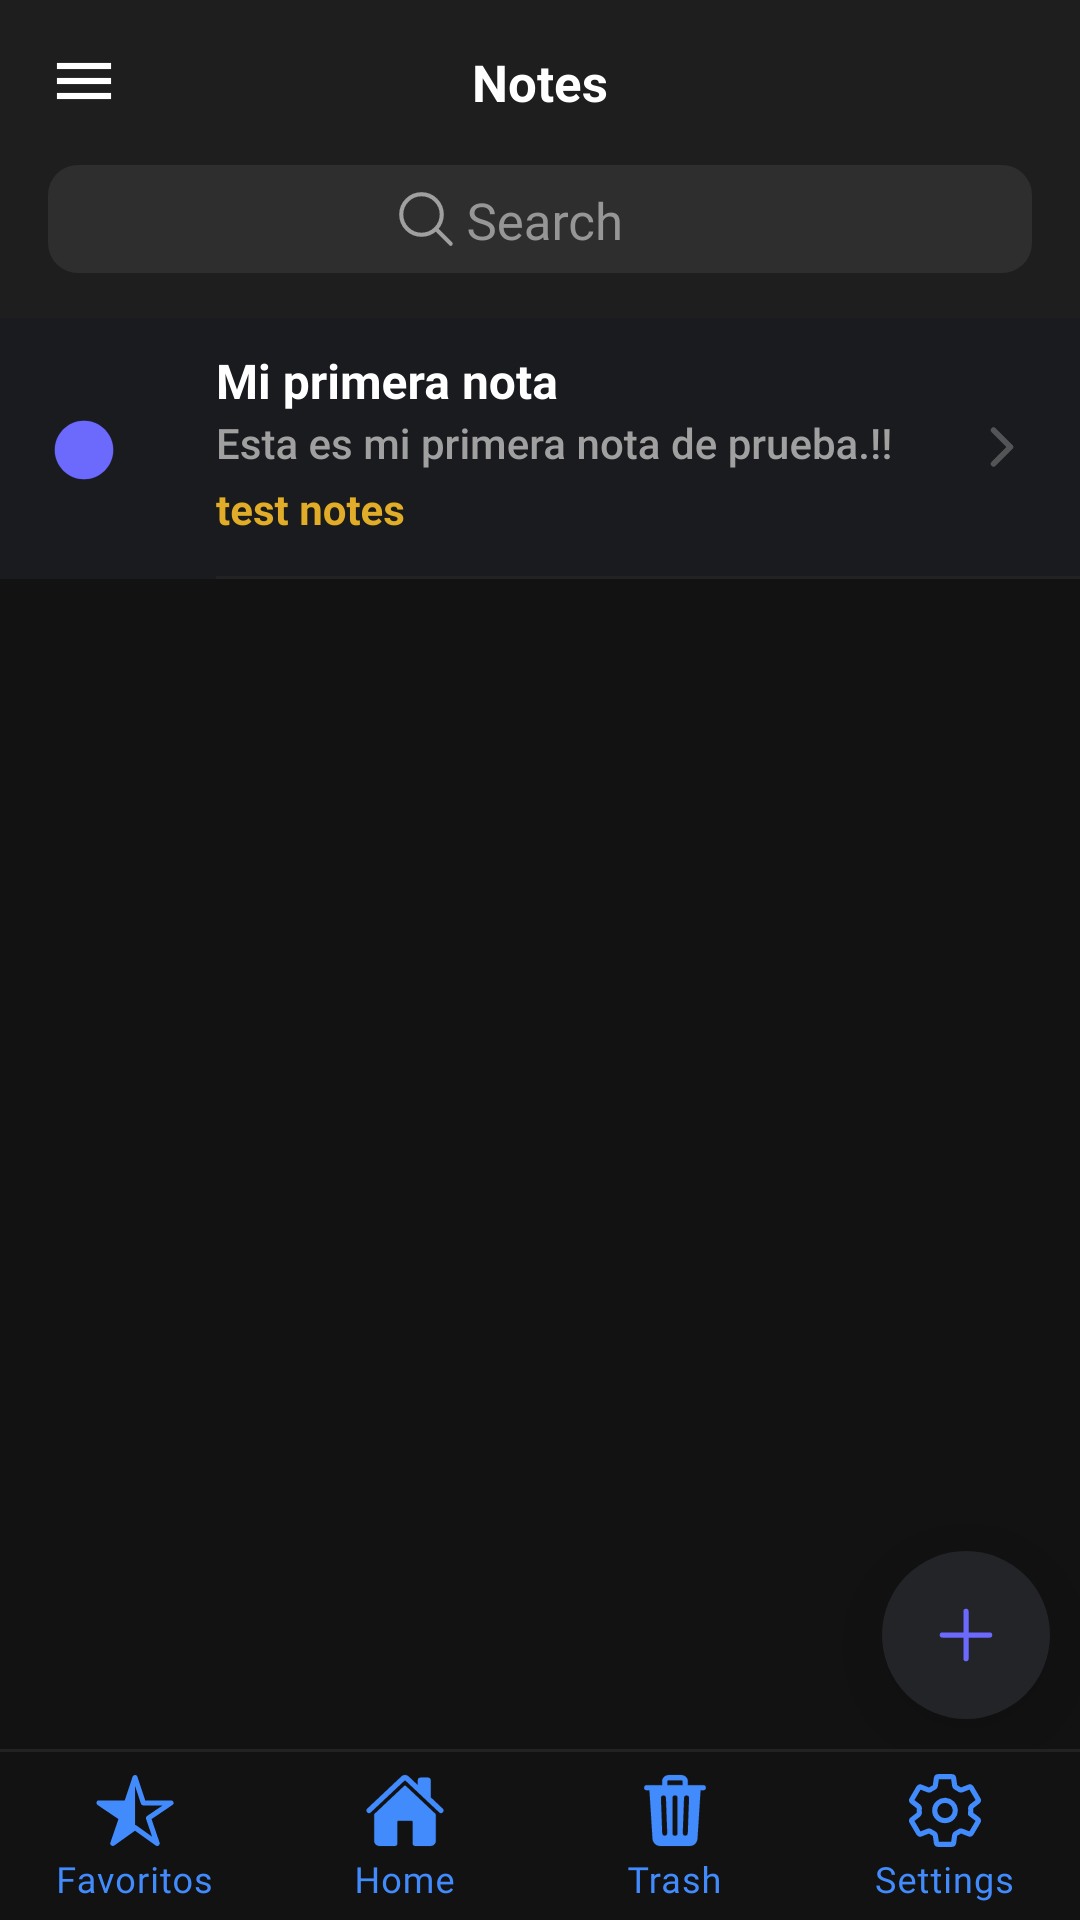 Notes
Search
Mi primera nota
Esta es mi primera nota de prueba.!!
test notes
Favoritos
Home
Trash
Settings